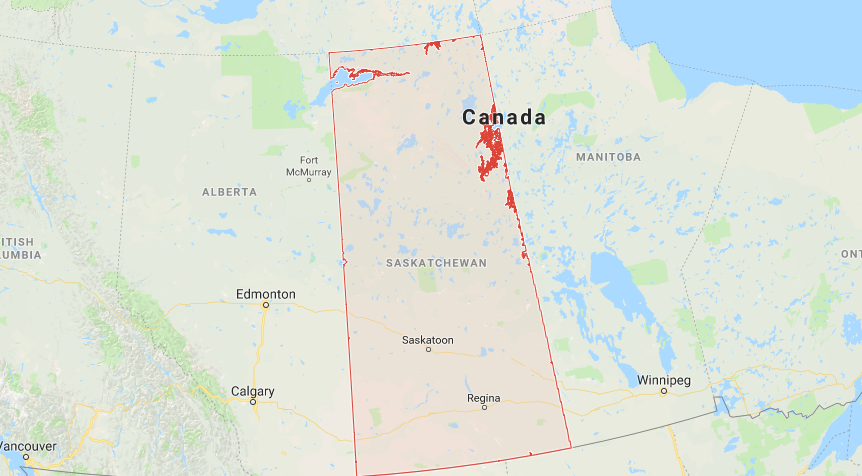 Canada
MANITOBA
Fort
McMurray
ALBERTA
ITISH
UMBIA
SASKATCHEWAN
ONT
Edmonton
Saskatoon
Winnipeg
Calgary
Regina
Vancouver